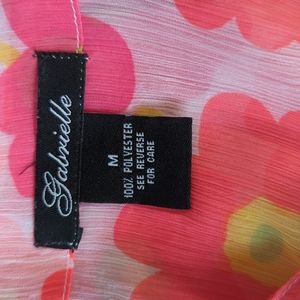 Gabrielle
M
100% POLYESTER
SEE REVERSE
FOR CARE